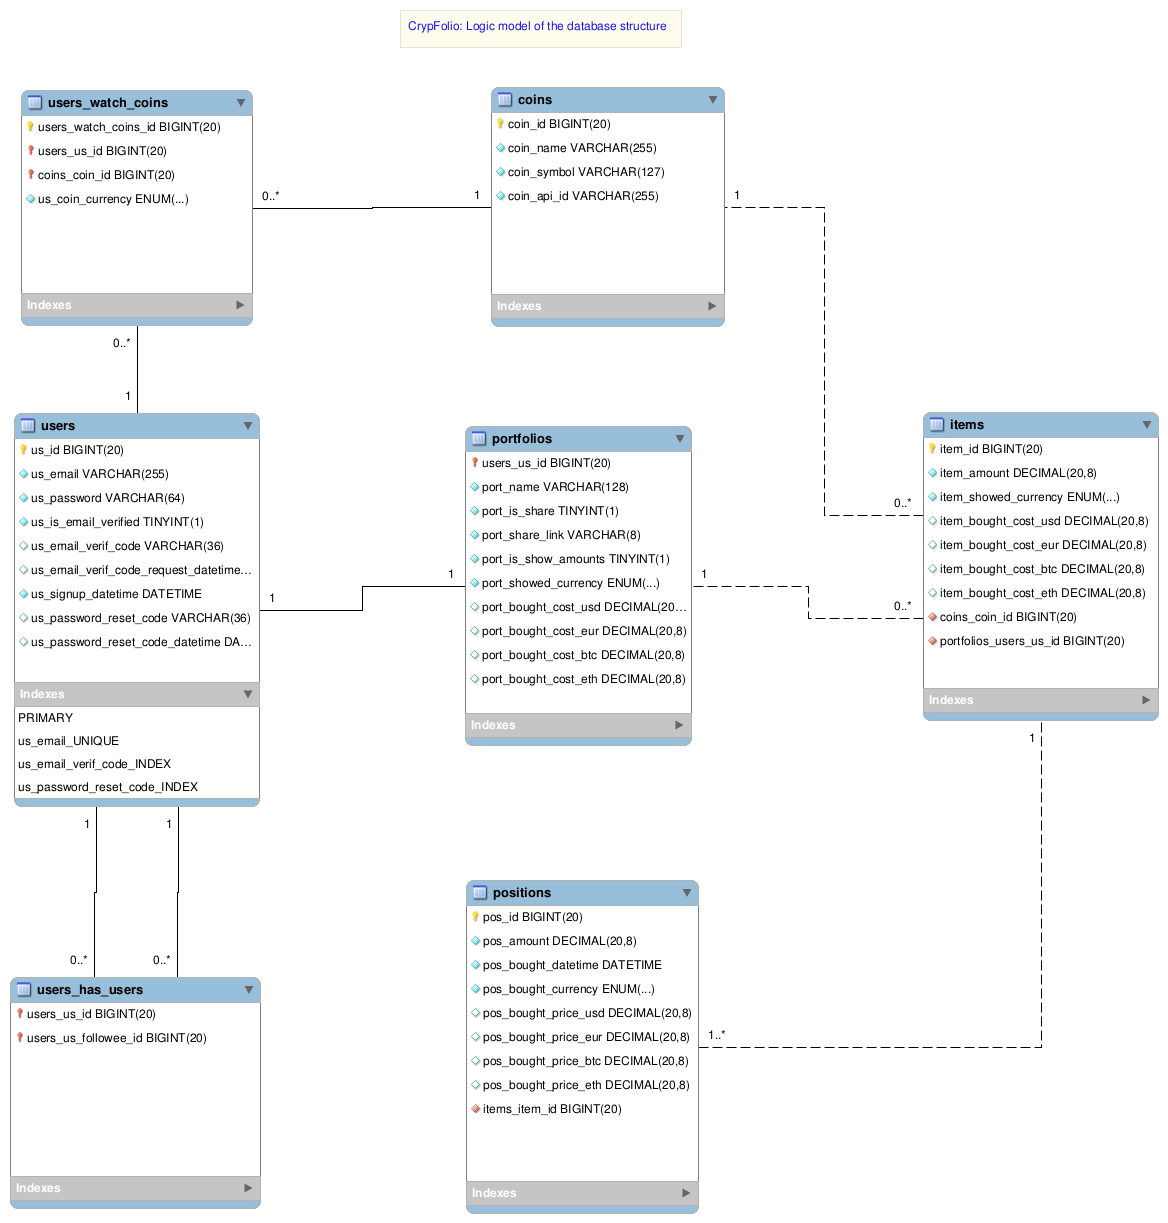 CrypFolio: Logic model of the database structure
users_watch_coins
users_watch_coins_id BIGINT(20)
users_us_id BIGINT(20)
coins_coin_id BIGINT(20)
us_coin_currency ENUM(...)
Indexes
coins
coin_id BIGINT(20)
coin_name VARCHAR(255)
coin_symbol VARCHAR(127)
coin_api_id VARCHAR(255)
Indexes
0..*
1
1
0..*
1
users
us_id BIGINT(20)
us_email VARCHAR(255)
us_password VARCHAR(64)
us_is_email_verified TINYINT(1)
us_email_verif_code VARCHAR(36)
us_email_verif_code_request_datetime...
us_signup_datetime DATETIME
us_password_reset_code VARCHAR(36)
us_password_reset_code_datetime DA...
Indexes
PRIMARY
us_email_UNIQUE
us_email_verif_code_INDEX
us_password_reset_code_INDEX
1
1
portfolios
users_us_id BIGINT(20)
port_name VARCHAR(128)
port_is_share TINYINT(1)
port_share_link VARCHAR(8)
port_is_show_amounts TINYINT(1)
port_showed_currency ENUM(...)
port_bought_cost_usd DECIMAL(20...
port_bought_cost_eur DECIMAL(20,8)
port_bought_cost_btc DECIMAL(20,8)
port_bought_cost_eth DECIMAL(20,8)
Indexes
1
0..*
0..*
items
item_id BIGINT(20)
item_amount DECIMAL(20,8)
item_showed_currency ENUM(...)
item_bought_cost_usd DECIMAL(20,8)
item_bought_cost_eur DECIMAL(20,8)
item_bought_cost_btc DECIMAL(20,8)
item_bought_cost_eth DECIMAL(20,8)
coins_coin_id BIGINT(20)
portfolios_users_us_id BIGINT(20)
Indexes
1
1
1
0..*
0..*
users_has_users
users_us_id BIGINT(20)
users_us_followee_id BIGINT(20)
Indexes
positions
pos_id BIGINT(20)
pos_amount DECIMAL(20,8)
pos_bought_datetime DATETIME
pos_bought_currency ENUM(...)
pos_bought_price_usd DECIMAL(20,8)
pos_bought_price_eur DECIMAL(20,8)
pos_bought_price_btc DECIMAL(20,8)
pos_bought_price_eth DECIMAL(20,8)
items_item_id BIGINT(20)
Indexes
1..*